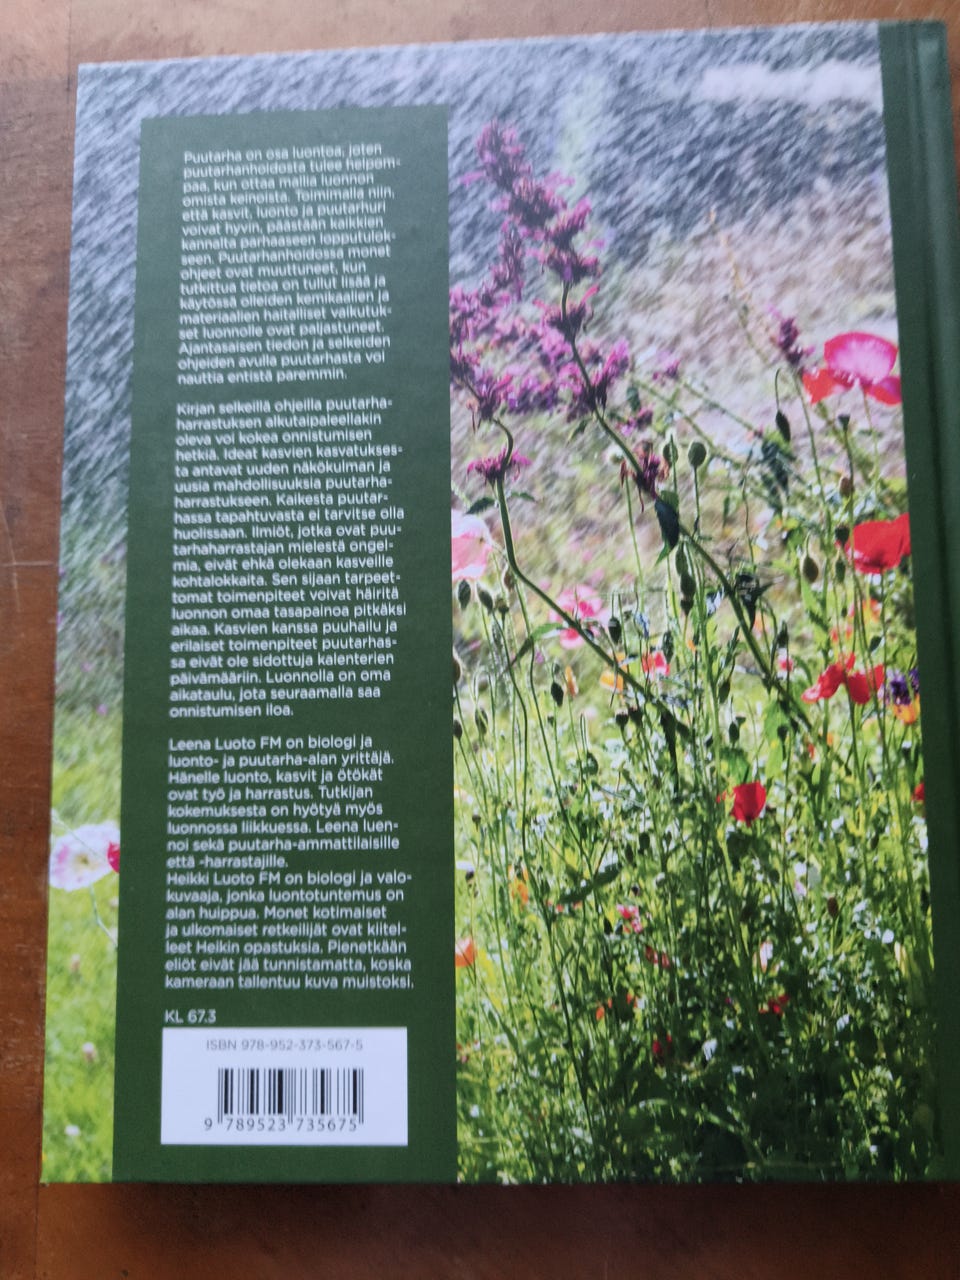 Puutarha on osa luontoa, joten
puutarhanhoidosta tulee helpom-
paa, kun ottaa mallia luonnon
omista keinoista. Toimimalla niin,
että kasvit, luonto ja puutarhuri
voivat hyvin, päästään kaikkien
kannalta parhaaseen lopputulok-
seen. Puutarhanhoidossa monet
ohjeet ovat muuttuneet, kun
tutkittua tietoa on tullut lisää ja
käytössä olleiden kemikaalien ja
materiaalien haitalliset vaikutuk-
set luonnolle ovat paljastuneet.
Ajantasaisen tiedon ja selkeiden
ohjeiden avulla puutarhasta voi
nauttia entistä paremmin.
Kirjan selkeillä ohjeilla puutarha-
harrastuksen alkutaipaleellakin
oleva voi kokea onnistumisen
hetkiä. Ideat kasvien kasvatukses-
ta antavat uuden näkökulman ja
uusia mahdollisuuksia puutarha-
harrastukseen. Kaikesta puutar-
hassa tapahtuvasta ei tarvitse olla
huolissaan. Ilmiöt, jotka ovat puu-
tarhaharrastajan mielestä ongel-
mia, eivät ehkä olekaan kasveille
kohtalokkaita. Sen sijaan tarpeet-
tomat toimenpiteet voivat häiritä
luonnon omaa tasapainoa pitkäksi
aikaa. Kasvien kanssa puuhailu ja
erilaiset toimenpiteet puutarhas-
sa eivät ole sidottuja kalenterien
päivämääriin. Luonnolla on oma
aikataulu, jota seuraamalla saa
onnistumisen iloa.
Leena Luoto FM on biologi ja
luonto- ja puutarha-alan yrittäjä.
Hänelle luonto, kasvit ja ötökät
ovat työ ja harrastus. Tutkijan
kokemuksesta on hyötyä myös
luonnossa liikkuessa. Leena luen-
noi sekä puutarha-ammattilaisille
että -harrastajille.
Heikki Luoto FM on biologi ja valo-
kuvaaja, jonka luontotuntemus on
alan huippua. Monet kotimaiset
ja ulkomaiset retkeilijät ovat kiitel-
leet Heikin opastuksia. Pienetkään
eliöt eivät jää tunnistamatta, koska
kameraan tallentuu kuva muistoksi.
KL 67.3
ISBN 978-952-373-567-5
9 789523 735675